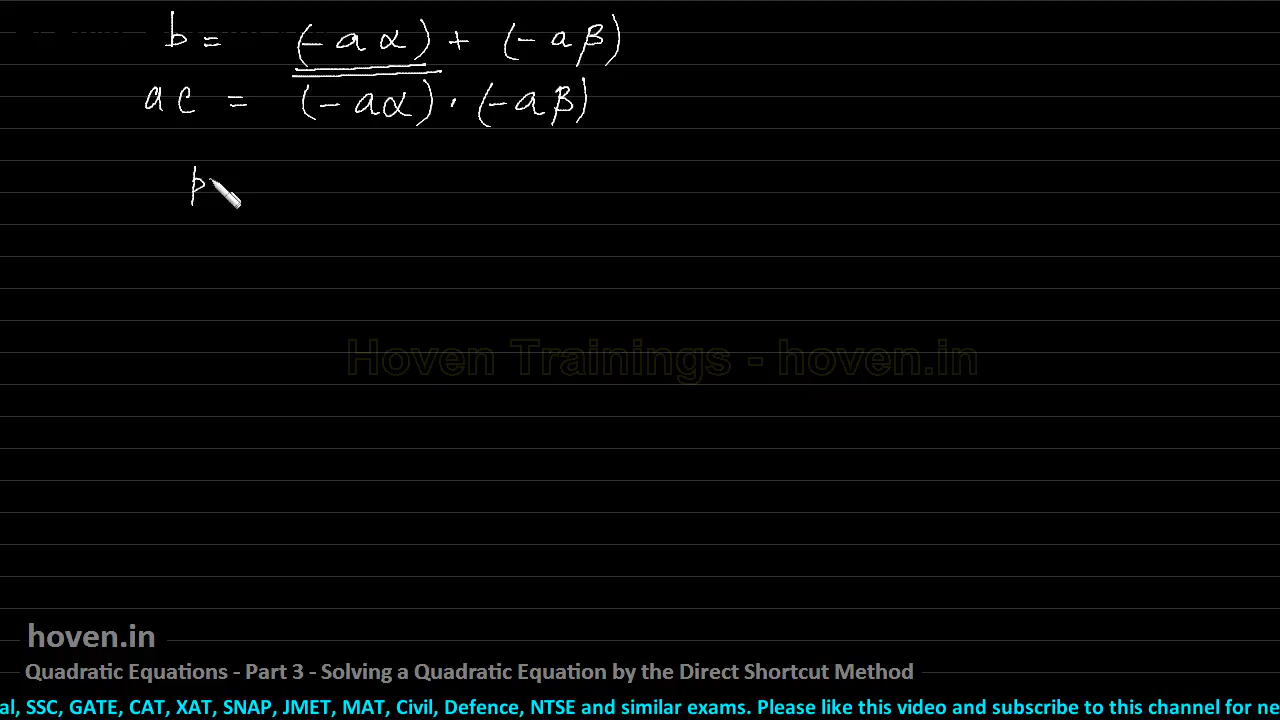 b = (-aα) + (-aβ)
ac = (-aα) · (-aβ)
p
Hoven Trainings - hoven.in
hoven.in
Quadratic Equations - Part 3 - Solving a Quadratic Equation by the Direct Shortcut Method
al, SSC, GATE, CAT, XAT, SNAP, JMET, MAT, Civil, Defence, NTSE and similar exams. Please like this video and subscribe to this channel for ne